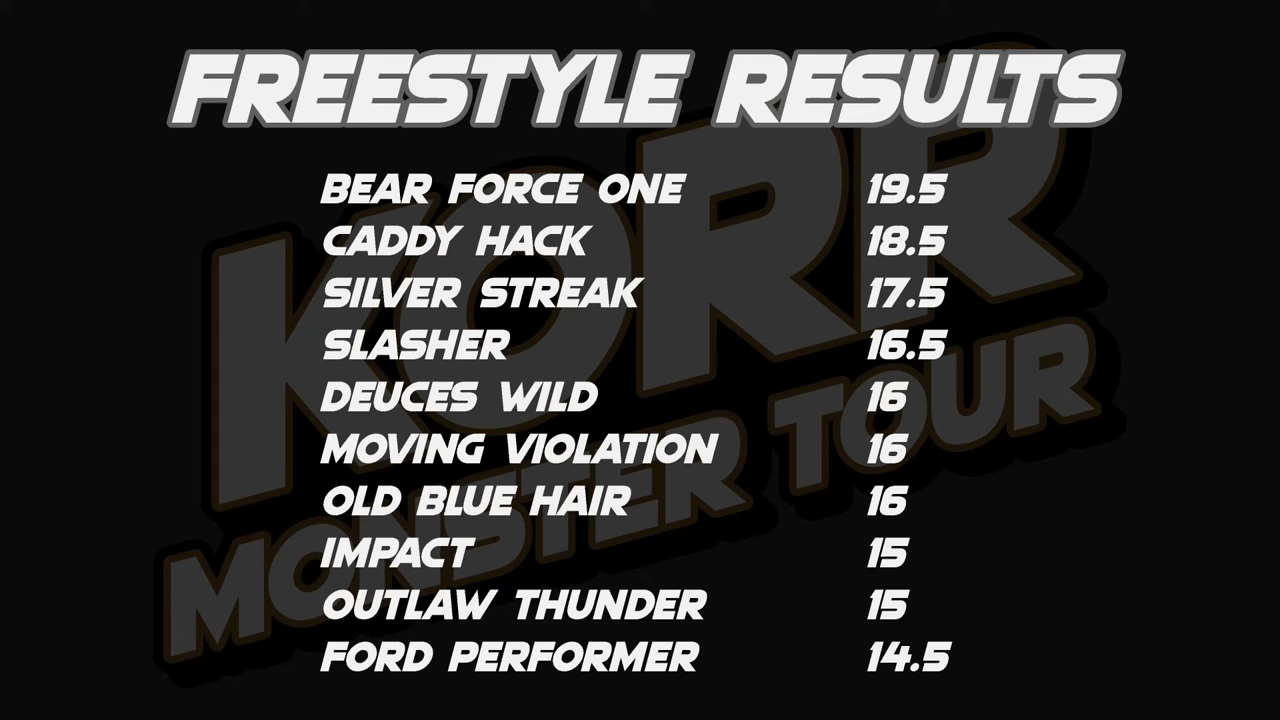 FREESTYLE RESULTS
BEAR FORCE ONE 19.5
CADDY HACK 18.5
SILVER STREAK 17.5
SLASHER 16.5
DEUCES WILD 16
MOVING VIOLATION 16
OLD BLUE HAIR 16
IMPACT 15
OUTLAW THUNDER 15
FORD PERFORMER 14.5
KORR
MONSTER TOUR